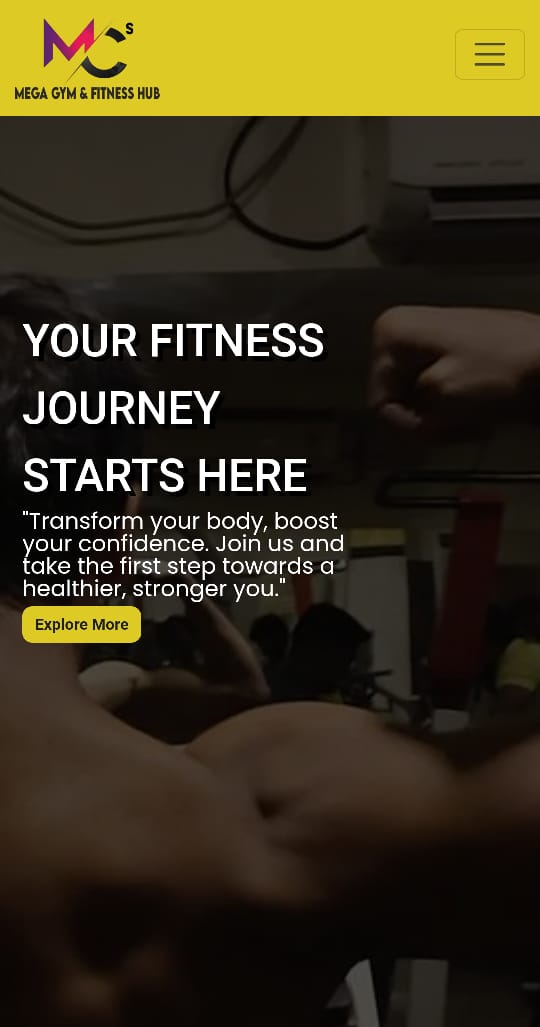 MCS
MEGA GYM & FITNESS HUB
YOUR FITNESS
JOURNEY
STARTS HERE
"Transform your body, boost
your confidence. Join us and
take the first step towards a
healthier, stronger you."
Explore More